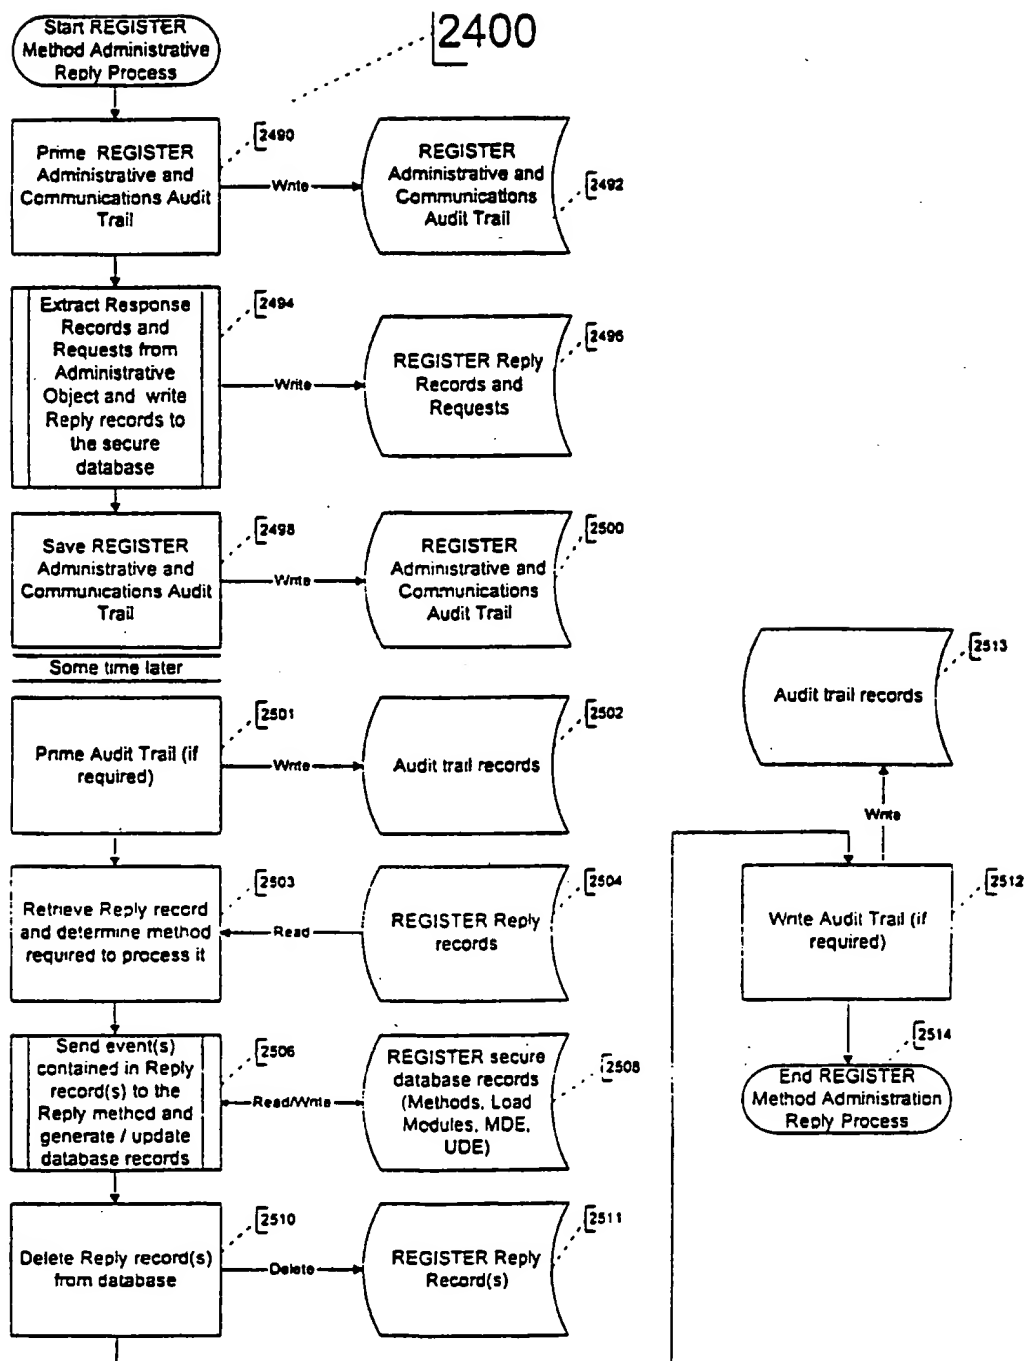 Start REGISTER
Method Administrative
Reply Process
2400
Prime REGISTER
Administrative and
Communications Audit
Trail
2490
Write
REGISTER
Administrative and
Communications
Audit Trail
2492
Extract Response
Records and
Requests from
Administrative
Object and write
Reply records to
the secure
database
2494
Write
REGISTER Reply
Records and
Requests
2496
Save REGISTER
Administrative and
Communications Audit
Trail
2498
Write
REGISTER
Administrative and
Communications
Audit Trail
2500
Some time later
Prime Audit Trail (if
required)
2501
Write
Audit trail records
2502
Retrieve Reply record
and determine method
required to process it
2503
Read
REGISTER Reply
records
2504
Send event(s)
contained in Reply
record(s) to the
Reply method and
generate / update
database records
2506
Read/Write
REGISTER secure
database records
(Methods, Load
Modules, MDE,
UDE)
2508
Delete Reply record(s)
from database
2510
Delete
REGISTER Reply
Record(s)
2511
Audit trail records
2513
Write
Write Audit Trail (if
required)
2512
2514
End REGISTER
Method Administration
Reply Process